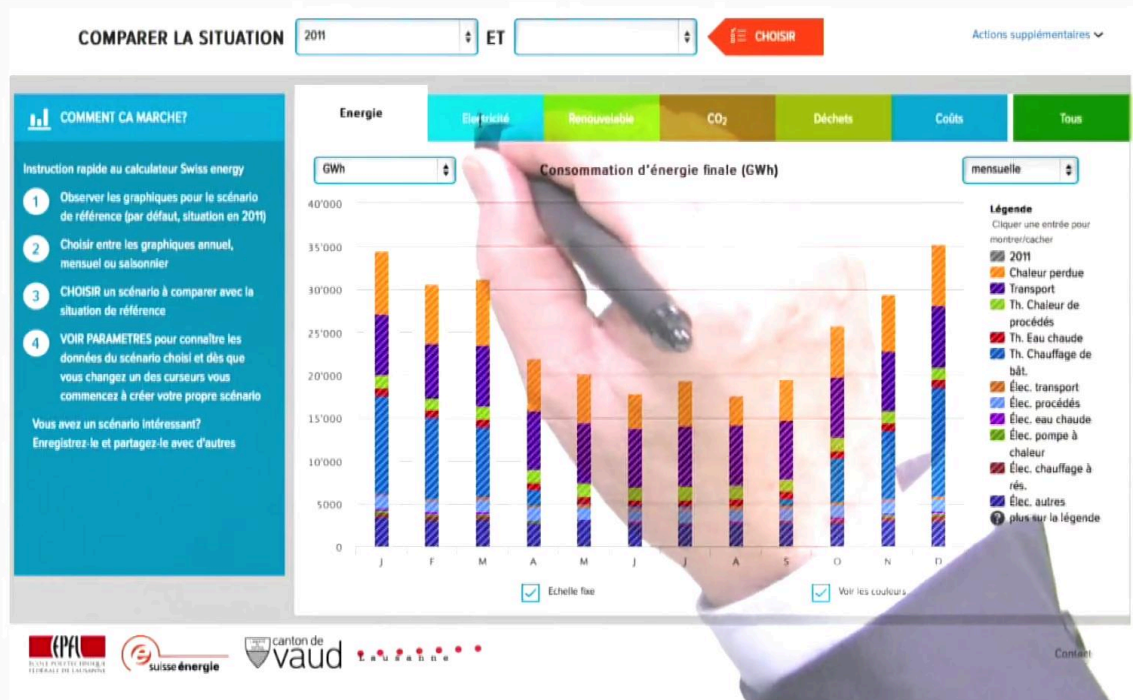 COMPARER LA SITUATION 2011 ET CHOISIR Actions supplémentaires
COMMENT CA MARCHE?
Instruction rapide au calculateur Swiss energy
1 Observer les graphiques pour le scénario
de référence (par défaut, situation en 2011)
2 Choisir entre les graphiques annuel,
mensuel ou saisonnier
3 CHOISIR un scénario à comparer avec la
situation de référence
4 VOIR PARAMETRES pour connaître les
données du scénario choisi et dès que
vous changez un des curseurs vous
commencez à créer votre propre scénario
Vous avez un scénario intéressant?
Enregistrez-le et partagez-le avec d'autres
Energie Electricité Renouvelable CO2 Déchets Coûts Tous
GWh Consommation d'énergie finale (GWh) mensuelle
40'000
35'000
30'000
25'000
20'000
15'000
10'000
5000
0
J F M A M J J A S O N D
Echelle fixe Voir les couleurs
Légende
Cliquer une entrée pour
montrer/cacher
2011
Chaleur perdue
Transport
Th. Chaleur de
procédés
Th. Eau chaude
Th. Chauffage de
bât.
Élec. transport
Élec. procédés
Élec. eau chaude
Élec. pompe à
chaleur
Élec. chauffage à
rés.
Élec. autres
? plus sur la légende
EPFL
ÉCOLE POLYTECHNIQUE
FÉDÉRALE DE LAUSANNE
suisse énergie
canton de
vaud
Lausanne
Contact